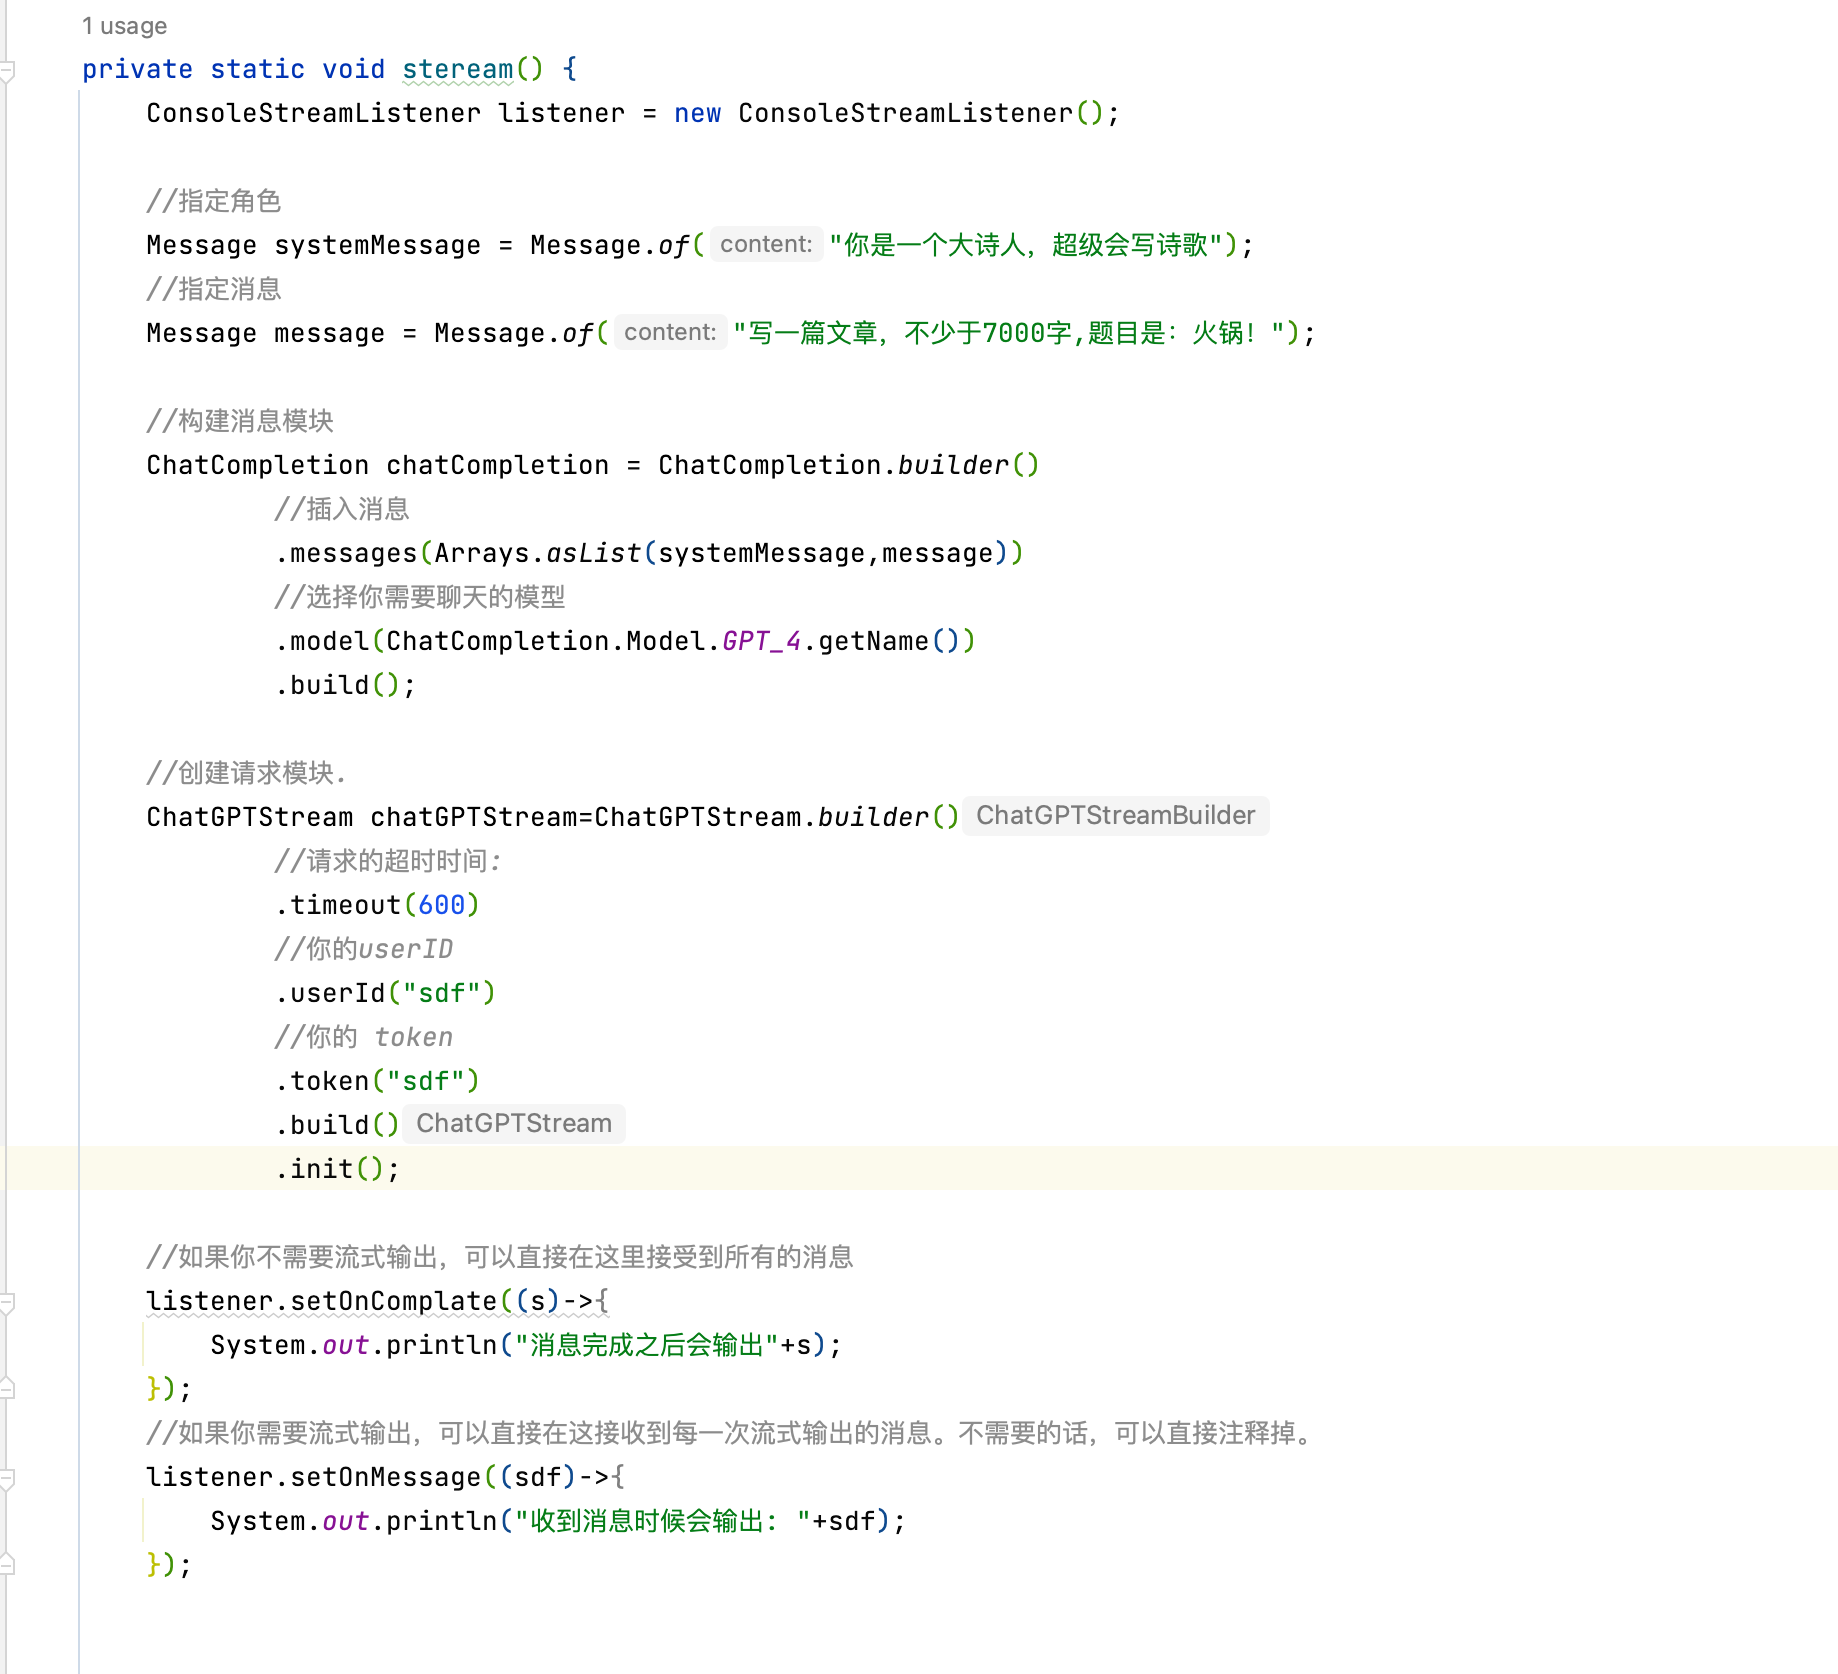 1 usage
private static void steream() {
ConsoleStreamListener listener = new ConsoleStreamListener();
//指定角色
Message systemMessage = Message.of( content: "你是一个大诗人，超级会写诗歌");
//指定消息
Message message = Message.of( content: "写一篇文章，不少于7000字,题目是：火锅！");
//构建消息模块
ChatCompletion chatCompletion = ChatCompletion.builder()
//插入消息
.messages(Arrays.asList(systemMessage,message))
//选择你需要聊天的模型
.model(ChatCompletion.Model.GPT_4.getName())
.build();
//创建请求模块.
ChatGPTStream chatGPTStream=ChatGPTStream.builder() ChatGPTStreamBuilder
//请求的超时时间:
.timeout(600)
//你的userID
.userId("sdf")
//你的 token
.token("sdf")
.build() ChatGPTStream
.init();
//如果你不需要流式输出，可以直接在这里接受到所有的消息
listener.setOnComplate((s)->{
System.out.println("消息完成之后会输出"+s);
});
//如果你需要流式输出，可以直接在这接收到每一次流式输出的消息。不需要的话，可以直接注释掉。
listener.setOnMessage((sdf)->{
System.out.println("收到消息时候会输出: "+sdf);
});